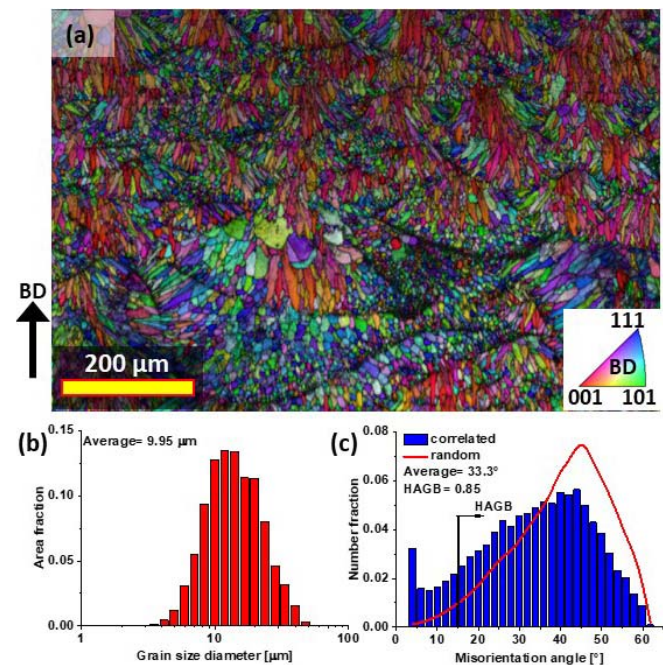 (a)
BD
200 µm
111
BD
001 101
(b)
Average= 9.95 µm
Area fraction
0.15
0.10
0.05
0.00
1 10 100
Grain size diameter [µm]
(c)
correlated
random
Average= 33.3°
HAGB = 0.85
HAGB
Number fraction
0.08
0.06
0.04
0.02
0.00
0 10 20 30 40 50 60
Misorientation angle [°]